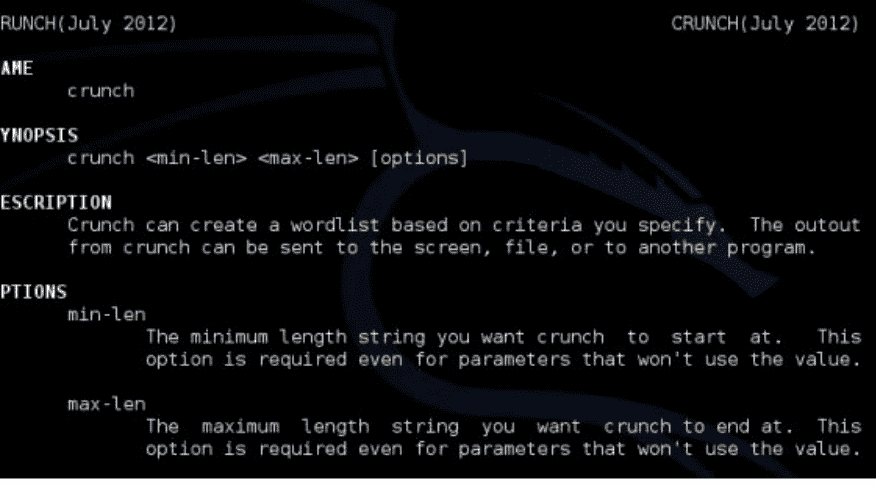 RUNCH(July 2012) CRUNCH(July 2012)
AME
crunch
YNOPSIS
crunch <min-len> <max-len> [options]
ESCRIPTION
Crunch can create a wordlist based on criteria you specify. The outout
from crunch can be sent to the screen, file, or to another program.
PTIONS
min-len
The minimum length string you want crunch to start at. This
option is required even for parameters that won't use the value.
max-len
The maximum length string you want crunch to end at. This
option is required even for parameters that won't use the value.